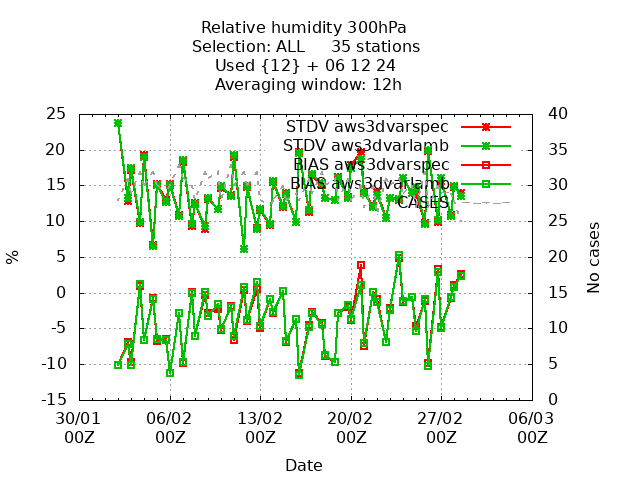 Relative humidity 300hPa
Selection: ALL 35 stations
Used {12} + 06 12 24
Averaging window: 12h
25 40
STDV aws3dvarspec
20 35
STDV aws3dvarlamb
BIAS aws3dvarspec
15 30
BIAS aws3dvarlamb
CASES
10 25
5 20
%
No cases
0 15
-5 10
-10 5
-15 0
30/01 06/02 13/02 20/02 27/02 06/03
00Z 00Z 00Z 00Z 00Z 00Z
Date